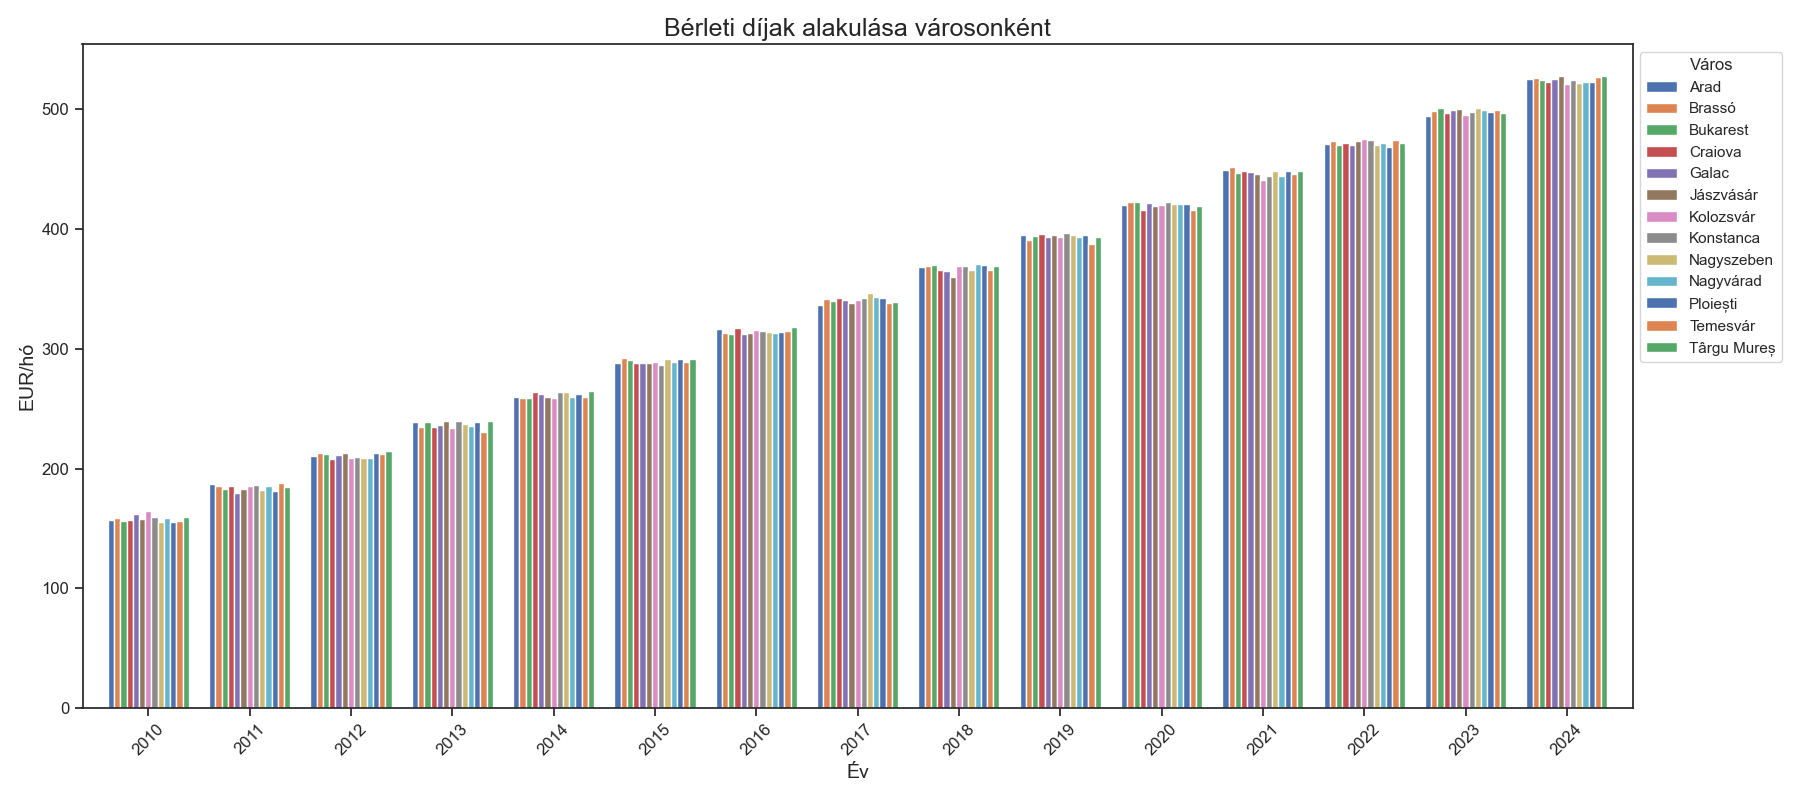 Bérleti díjak alakulása városonként
EUR/hó
500
400
300
200
100
0
2010
2011
2012
2013
2014
2015
2016
2017
2018
2019
2020
2021
2022
2023
2024
Év
Város
Arad
Brassó
Bukarest
Craiova
Galac
Jászvásár
Kolozsvár
Konstanca
Nagyszeben
Nagyvárad
Ploiești
Temesvár
Târgu Mureș